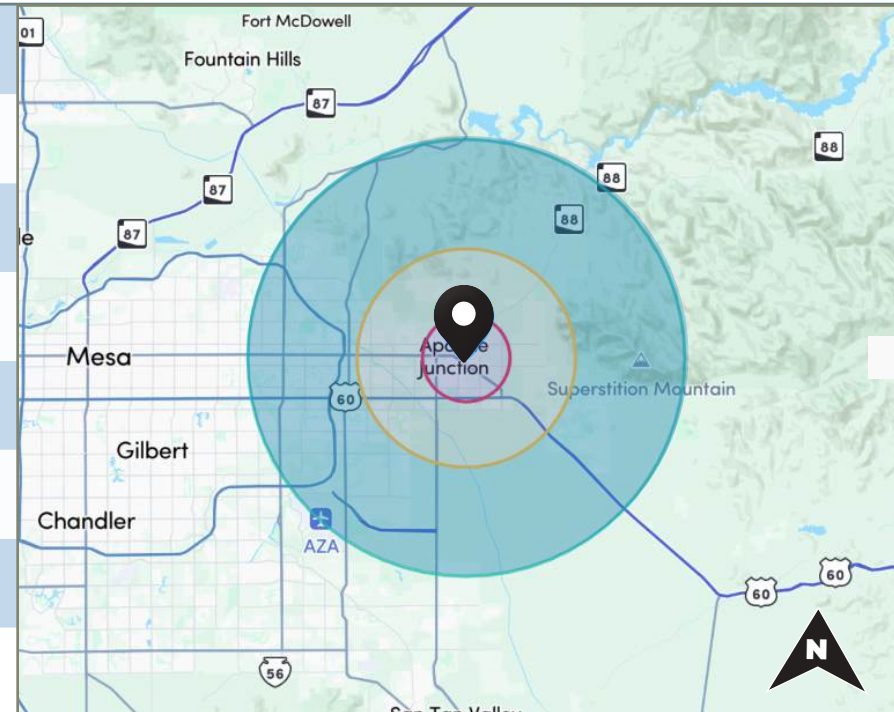 Fort McDowell
01
Fountain Hills
87
88
88
87
88
87
le
Mesa
Junction
60
Superstition Mountain
Gilbert
Chandler
AZA
60
60
N
56